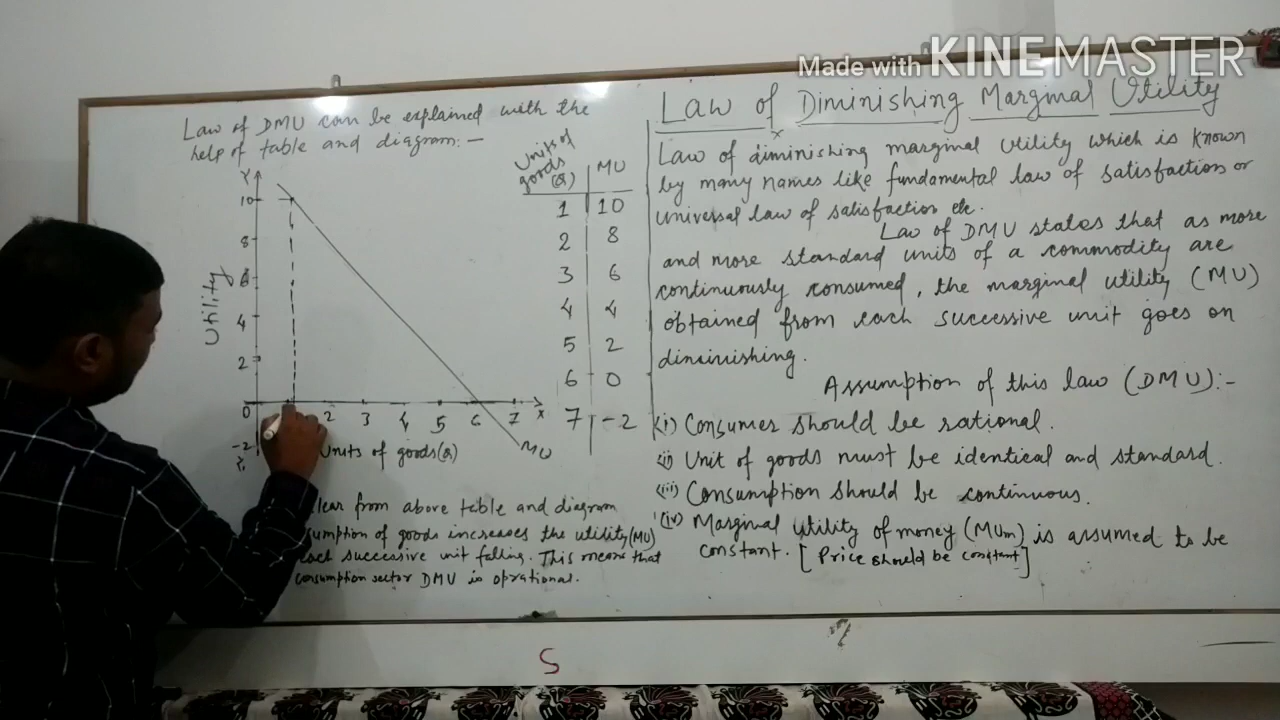 Made with KINEMASTER
Law of DMU can be explained with the
help of table and diagram:-
Y
10
8
6
4
2
0
-2
Y'
Utility
2 3 4 5 6 7 X
Units of goods(Q)
MU
Units of goods (Q) MU
1 10
2 8
3 6
4 4
5 2
6 0
7 -2
clear from above table and diagram
sumption of goods increases the utility(MU)
each successive unit falling. This means that
consumption sector DMU is oprational.
Law of Diminishing Marginal Utility
Law of diminishing marginal utility which is known
by many names like fundamental law of satisfaction or
universal law of satisfaction etc.
Law of DMU states that as more
and more standard units of a commodity are
continuously consumed, the marginal utility (MU)
obtained from each successive unit goes on
diminishing.
Assumption of this law (DMU):-
(i) Consumer should be rational.
(ii) Unit of goods must be identical and standard.
(iii) Consumption should be continuous.
(iv) Marginal utility of money (MUm) is assumed to be
constant. [Price should be constant]
S